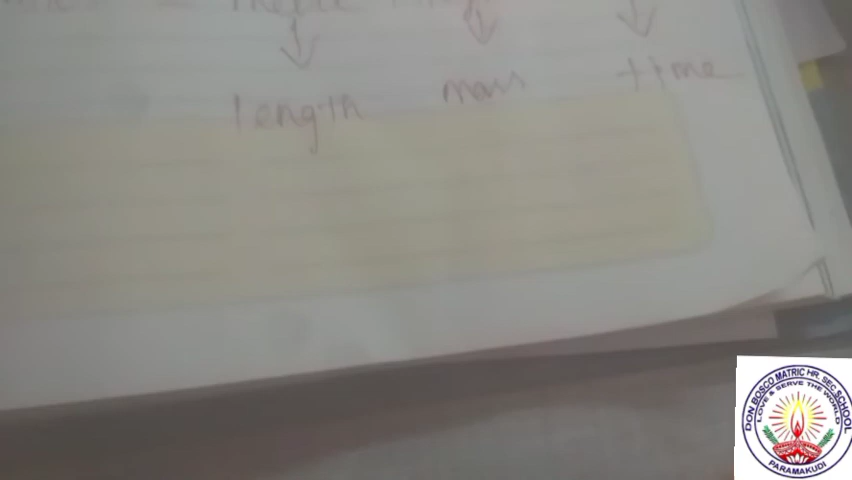 length mass time
DON BOSCO MATRIC HR. SEC. SCHOOL
LOVE & SERVE THE WORLD
PARAMAKUDI